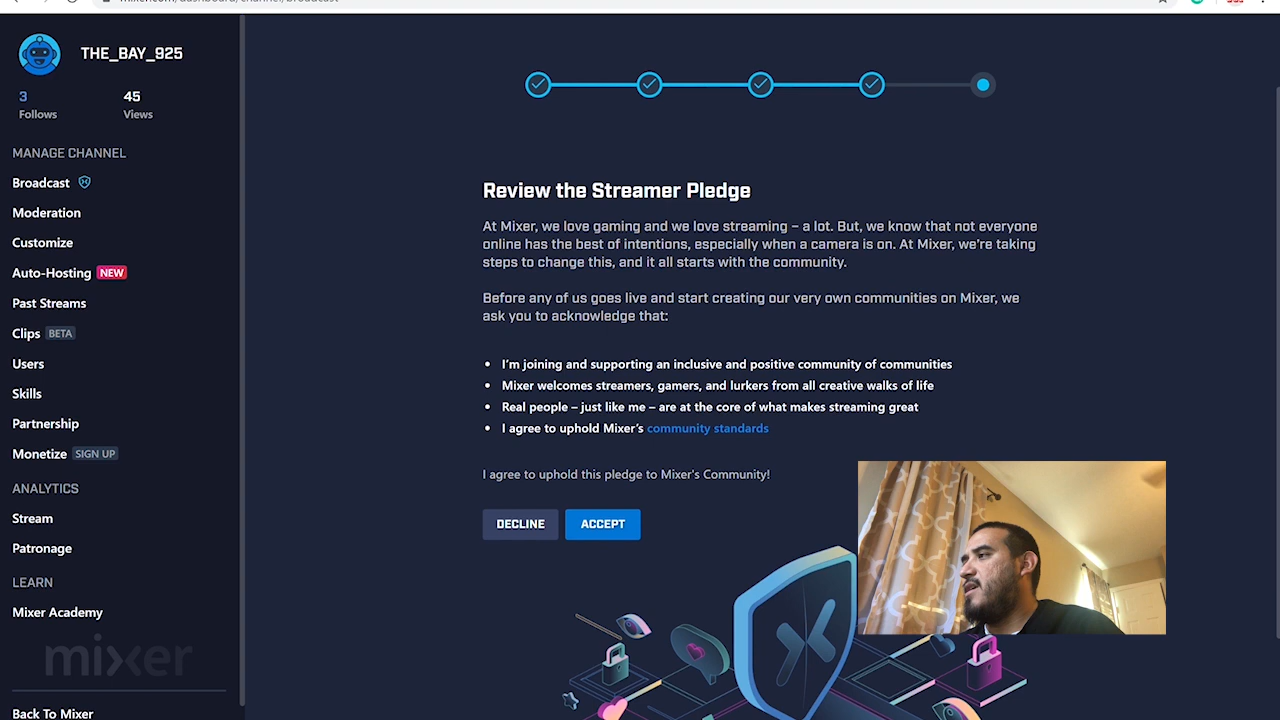 mixer.com/dashboard/channel/broadcast
THE_BAY_925
3
45
Follows
Views
MANAGE CHANNEL
Broadcast
Moderation
Customize
Auto-Hosting NEW
Past Streams
Clips BETA
Users
Skills
Partnership
Monetize SIGN UP
ANALYTICS
Stream
Patronage
LEARN
Mixer Academy
mixer
Back To Mixer
Review the Streamer Pledge
At Mixer, we love gaming and we love streaming – a lot. But, we know that not everyone
online has the best of intentions, especially when a camera is on. At Mixer, we're taking
steps to change this, and it all starts with the community.
Before any of us goes live and start creating our very own communities on Mixer, we
ask you to acknowledge that:
• I'm joining and supporting an inclusive and positive community of communities
• Mixer welcomes streamers, gamers, and lurkers from all creative walks of life
• Real people – just like me – are at the core of what makes streaming great
• I agree to uphold Mixer's community standards
I agree to uphold this pledge to Mixer's Community!
DECLINE
ACCEPT